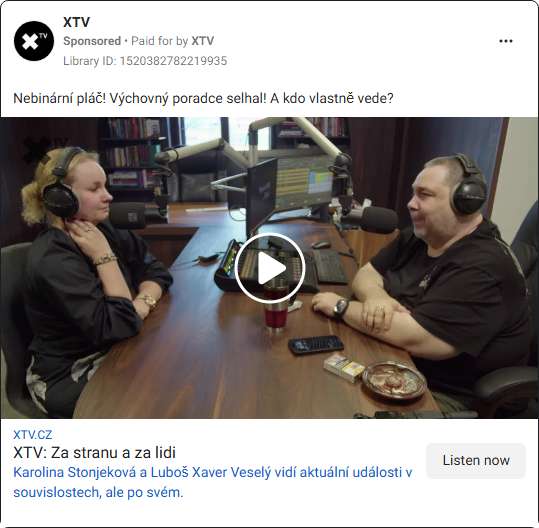 XTV
Sponsored • Paid for by XTV
Library ID: 1520382782219935
Nebinární pláč! Výchovný poradce selhal! A kdo vlastně vede?
XTV
XTV.CZ
XTV: Za stranu a za lidi
Karolina Stonjeková a Luboš Xaver Veselý vidí aktuální události v
souvislostech, ale po svém.
Listen now